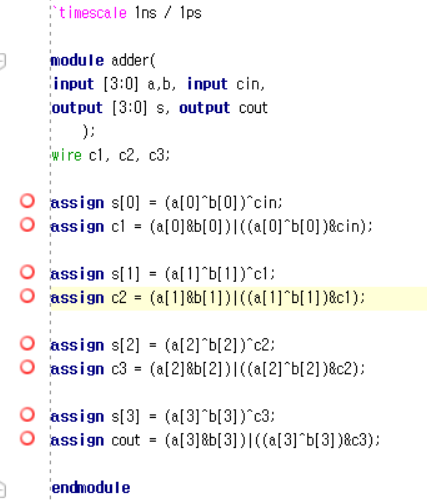 `timescale 1ns / 1ps
module adder(
input [3:0] a,b, input cin,
output [3:0] s, output cout
);
wire c1, c2, c3;
assign s[0] = (a[0]^b[0])^cin;
assign c1 = (a[0]&b[0])|((a[0]^b[0])&cin);
assign s[1] = (a[1]^b[1])^c1;
assign c2 = (a[1]&b[1])|((a[1]^b[1])&c1);
assign s[2] = (a[2]^b[2])^c2;
assign c3 = (a[2]&b[2])|((a[2]^b[2])&c2);
assign s[3] = (a[3]^b[3])^c3;
assign cout = (a[3]&b[3])|((a[3]^b[3])&c3);
endmodule